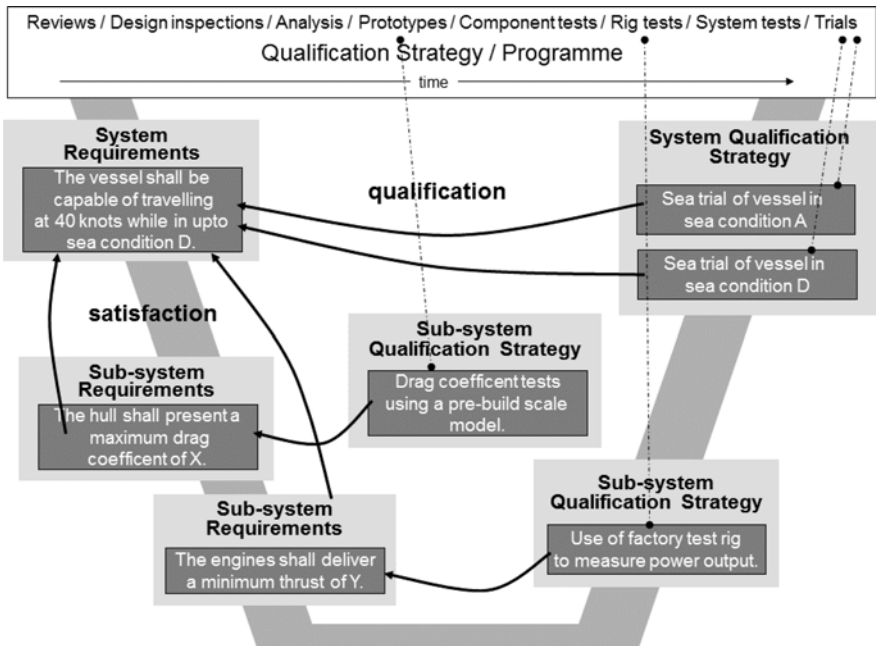 Reviews / Design inspections / Analysis / Prototypes / Component tests / Rig tests / System tests / Trials
Qualification Strategy / Programme
time
System
Requirements
The vessel shall be
capable of travelling
at 40 knots while in upto
sea condition D.
qualification
System Qualification
Strategy
Sea trial of vessel in
sea condition A
Sea trial of vessel in
sea condition D
satisfaction
Sub-system
Requirements
The hull shall present a
maximum drag
coefficent of X.
Sub-system
Qualification Strategy
Drag coefficent tests
using a pre-build scale
model.
Sub-system
Requirements
The engines shall deliver
a minimum thrust of Y.
Sub-system
Qualification Strategy
Use of factory test rig
to measure power output.